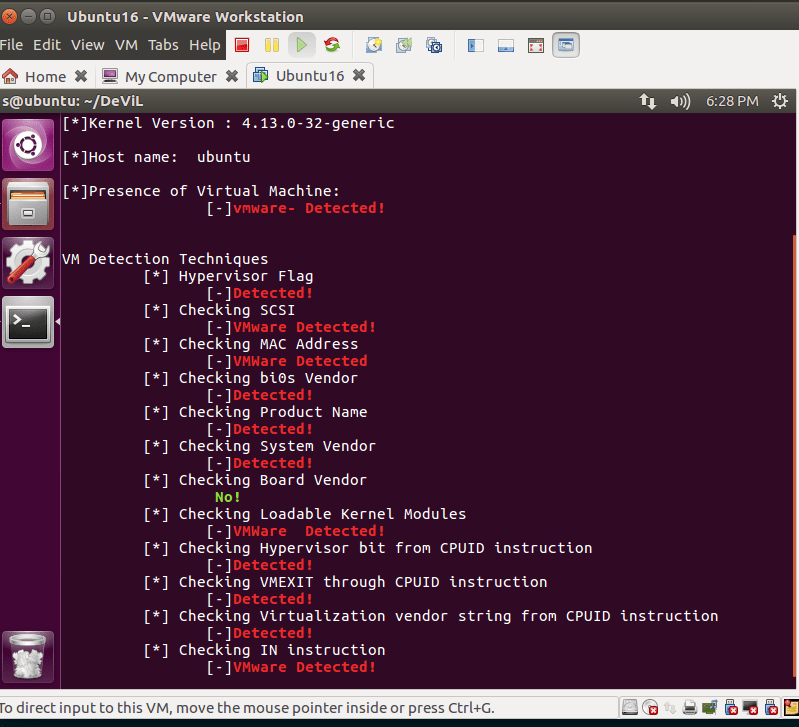 Ubuntu16 - VMware Workstation
File Edit View VM Tabs Help
Home My Computer Ubuntu16
s@ubuntu: ~/DeViL 6:28 PM
[*]Kernel Version : 4.13.0-32-generic
[*]Host name:  ubuntu
[*]Presence of Virtual Machine:
[-]vmware- Detected!
VM Detection Techniques
[*] Hypervisor Flag
[-]Detected!
[*] Checking SCSI
[-]VMware Detected!
[*] Checking MAC Address
[-]VMWare Detected
[*] Checking bi0s Vendor
[-]Detected!
[*] Checking Product Name
[-]Detected!
[*] Checking System Vendor
[-]Detected!
[*] Checking Board Vendor
No!
[*] Checking Loadable Kernel Modules
[-]VMWare  Detected!
[*] Checking Hypervisor bit from CPUID instruction
[-]Detected!
[*] Checking VMEXIT through CPUID instruction
[-]Detected!
[*] Checking Virtualization vendor string from CPUID instruction
[-]Detected!
[*] Checking IN instruction
[-]VMware Detected!
To direct input to this VM, move the mouse pointer inside or press Ctrl+G.